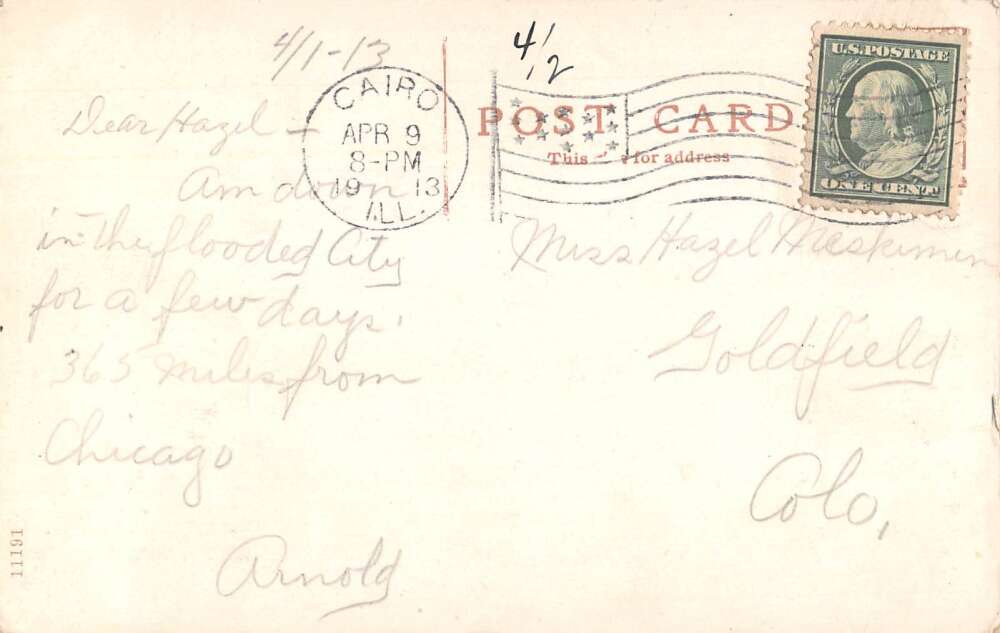 4/1-13
4/12
U.S. POSTAGE
CAIRO
APR 9
8-PM
19 13
ILL.
POST CARD
This for address
ONE CENT
Dear Hazel —
Am down
in the flooded City
for a few days.
365 miles from
Chicago
Arnold
Miss Hazel Meskimen
Goldfield
Colo,
11191